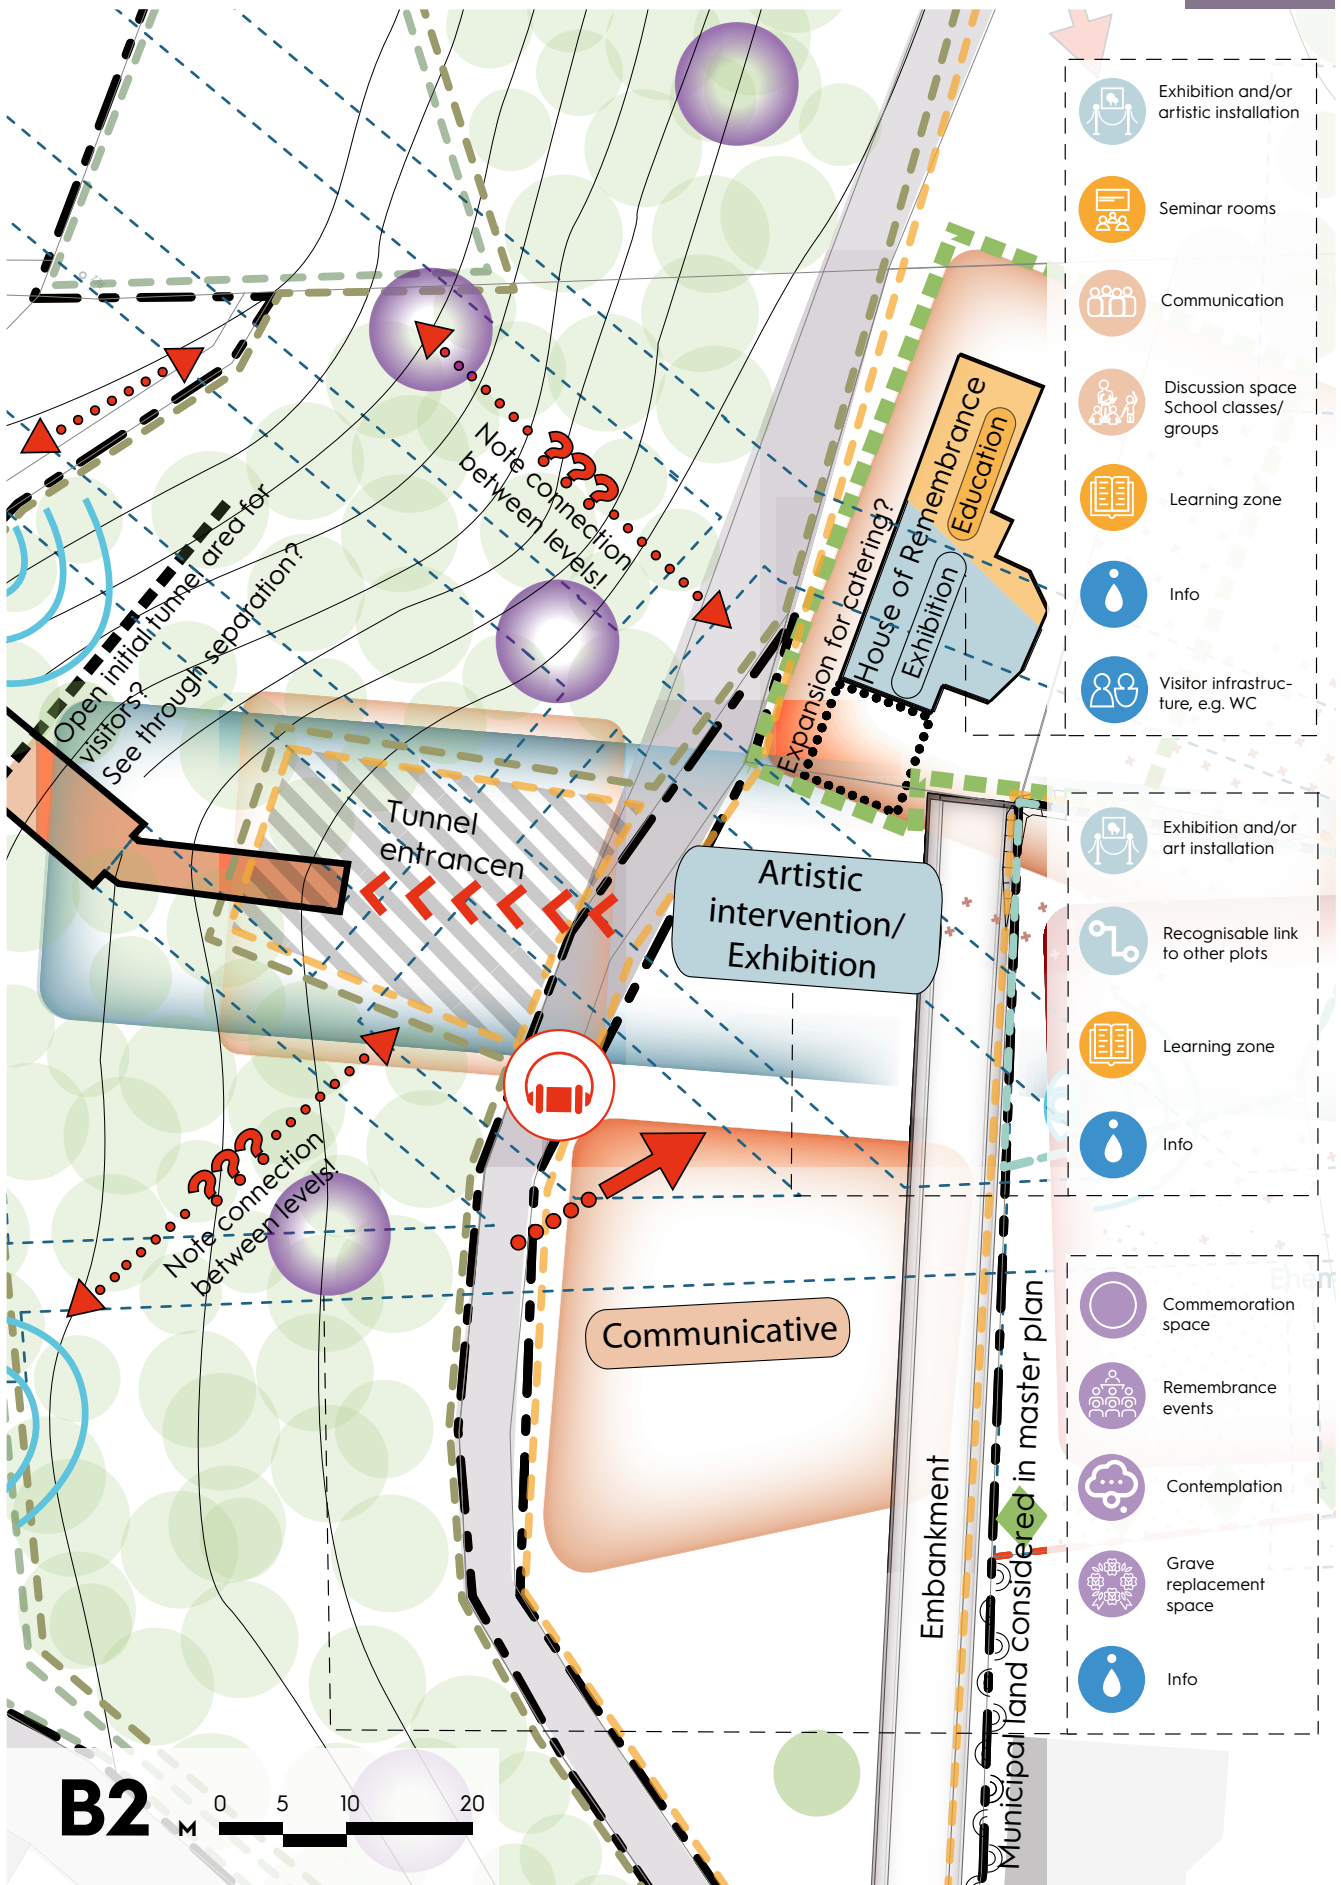 Exhibition and/or
artistic installation
Seminar rooms
Communication
Discussion space
School classes/
groups
Learning zone
Info
Visitor infrastruc-
ture, e.g. WC
Note connection
between levels!
???
House of Remembrance
Education
Exhibition
Expansion for catering?
Open initial tunnel area for
visitors?
See through separation?
Tunnel
entrancen
Artistic
intervention/
Exhibition
Exhibition and/or
art installation
Recognisable link
to other plots
Learning zone
Info
???
Note connection
between levels!
Communicative
Embankment
Municipal land considered in master plan
Commemoration
space
Remembrance
events
Contemplation
Grave
replacement
space
Info
B2
M
0 5 10 20